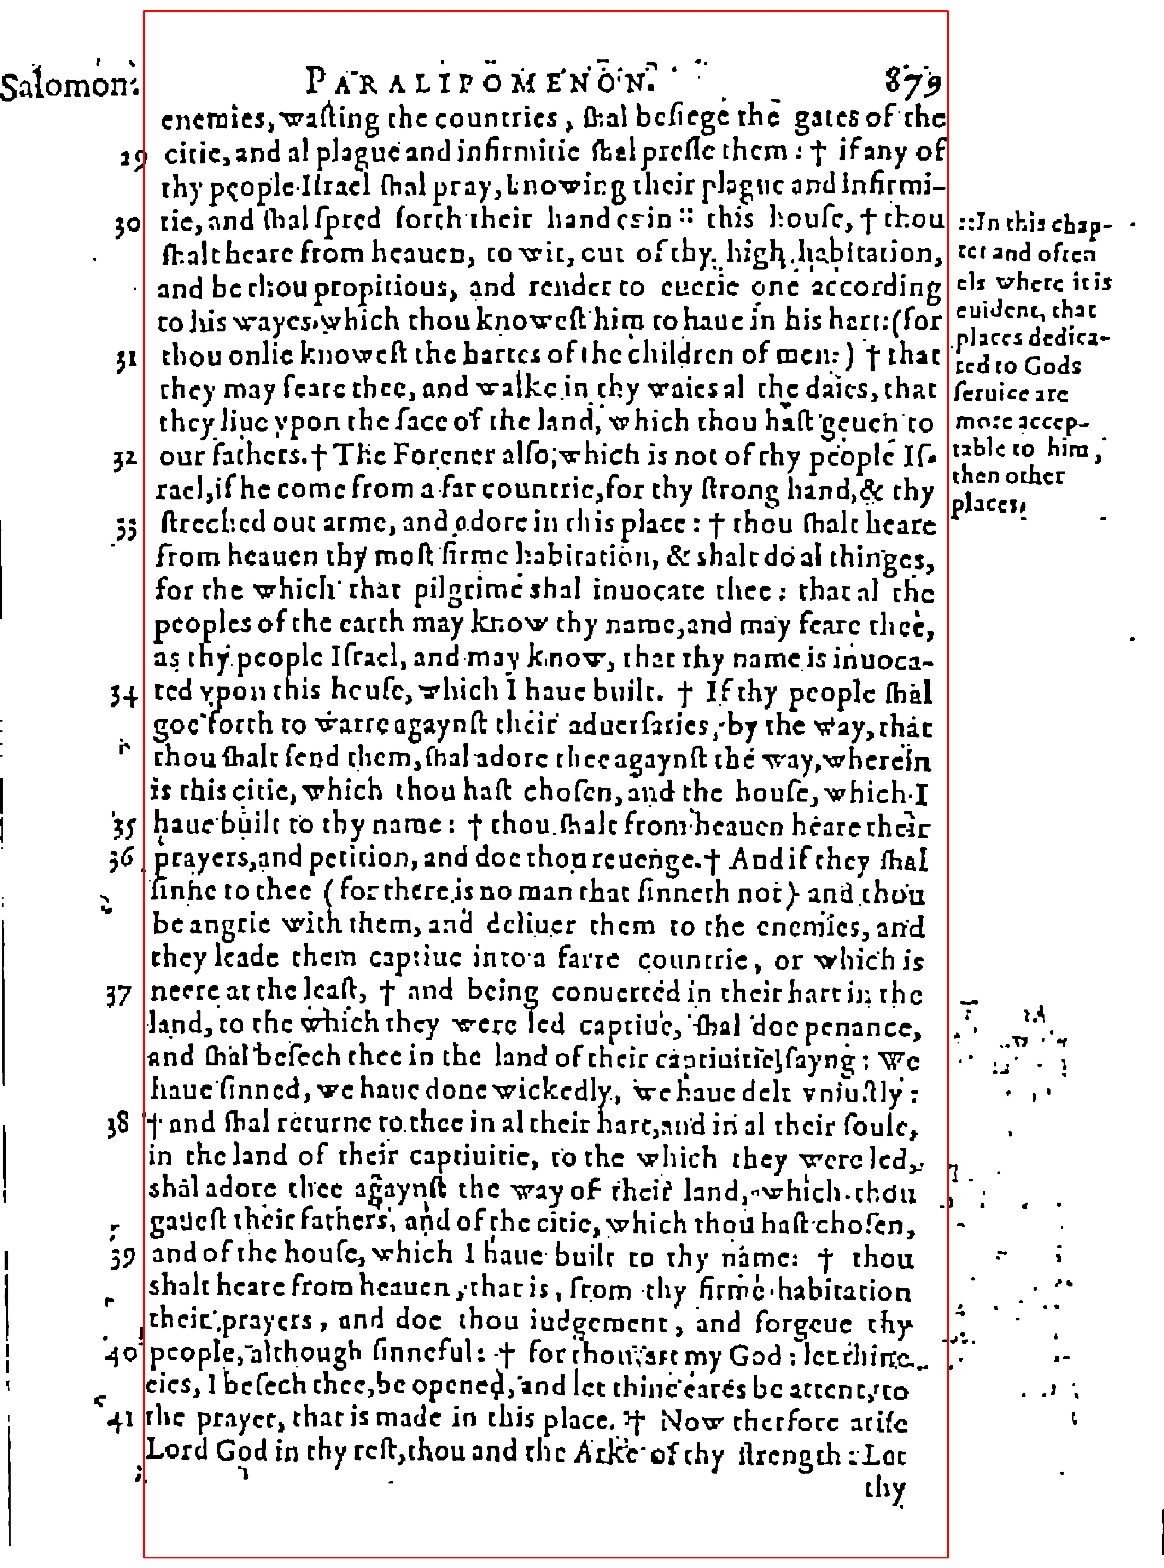 Salomon.
PARALIPOMENON. 879
enemies, wasting the countries, shal besiege the gates of the
29 citie, and al plague and infirmitie shal presse them: † if any of
thy people Israel shal pray, knowing their plague and infirmi-
30 tie, and shal spred forth their handes in :: this house, † thou
shalt heare from heauen, to wit, out of thy high habitation,
and be thou propitious, and render to euerie one according
to his wayes, which thou knowest him to haue in his hart: (for
31 thou onlie knowest the hartes of the children of men:) † that
they may feare thee, and walke in thy waies al the daies, that
they liue vpon the face of the land, which thou hast geuen to
32 our fathers. † The Forener also, which is not of thy people Is-
rael, if he come from a far countrie, for thy strong hand, & thy
33 streched out arme, and adore in this place: † thou shalt heare
from heauen thy most firme habitation, & shalt do al thinges,
for the which that pilgrime shal inuocate thee: that al the
peoples of the earth may know thy name, and may feare thee,
as thy people Israel, and may know, that thy name is inuoca-
34 ted vpon this house, which I haue built. † If thy people shal
goe forth to warre agaynst their aduersaries, by the way, that
thou shalt send them, shal adore thee agaynst the way, wherein
is this citie, which thou hast chosen, and the house, which I
35 haue built to thy name: † thou shalt from heauen heare their
36 prayers, and petition, and doe thou reuenge. † And if they shal
sinne to thee (for there is no man that sinneth not) and thou
be angrie with them, and deliuer them to the enemies, and
they leade them captiue into a farre countrie, or which is
37 neere at the least, † and being conuerted in their hart in the
land, to the which they were led captiue, shal doe penance,
and shal besech thee in the land of their captiuitie, sayng: We
haue sinned, we haue done wickedly, we haue delt vniustly:
38 † and shal returne to thee in al their hart, and in al their soule,
in the land of their captiuitie, to the which they were led,
shal adore thee agaynst the way of their land, which thou
gauest their fathers, and of the citie, which thou hast chosen,
39 and of the house, which I haue built to thy name: † thou
shalt heare from heauen, that is, from thy firme habitation
their prayers, and doe thou iudgement, and forgeue thy
40 people, although sinneful: † for thou art my God: let thine
eies, I besech thee, be opened, and let thine eares be attent, to
41 the prayer, that is made in this place. † Now therfore arise
Lord God in thy rest, thou and the Arke of thy strength: Let
thy
:: In this chap-
ter and often
els where it is
euident, that
places dedica-
ted to Gods
seruice are
more accep-
table to him,
then other
places,